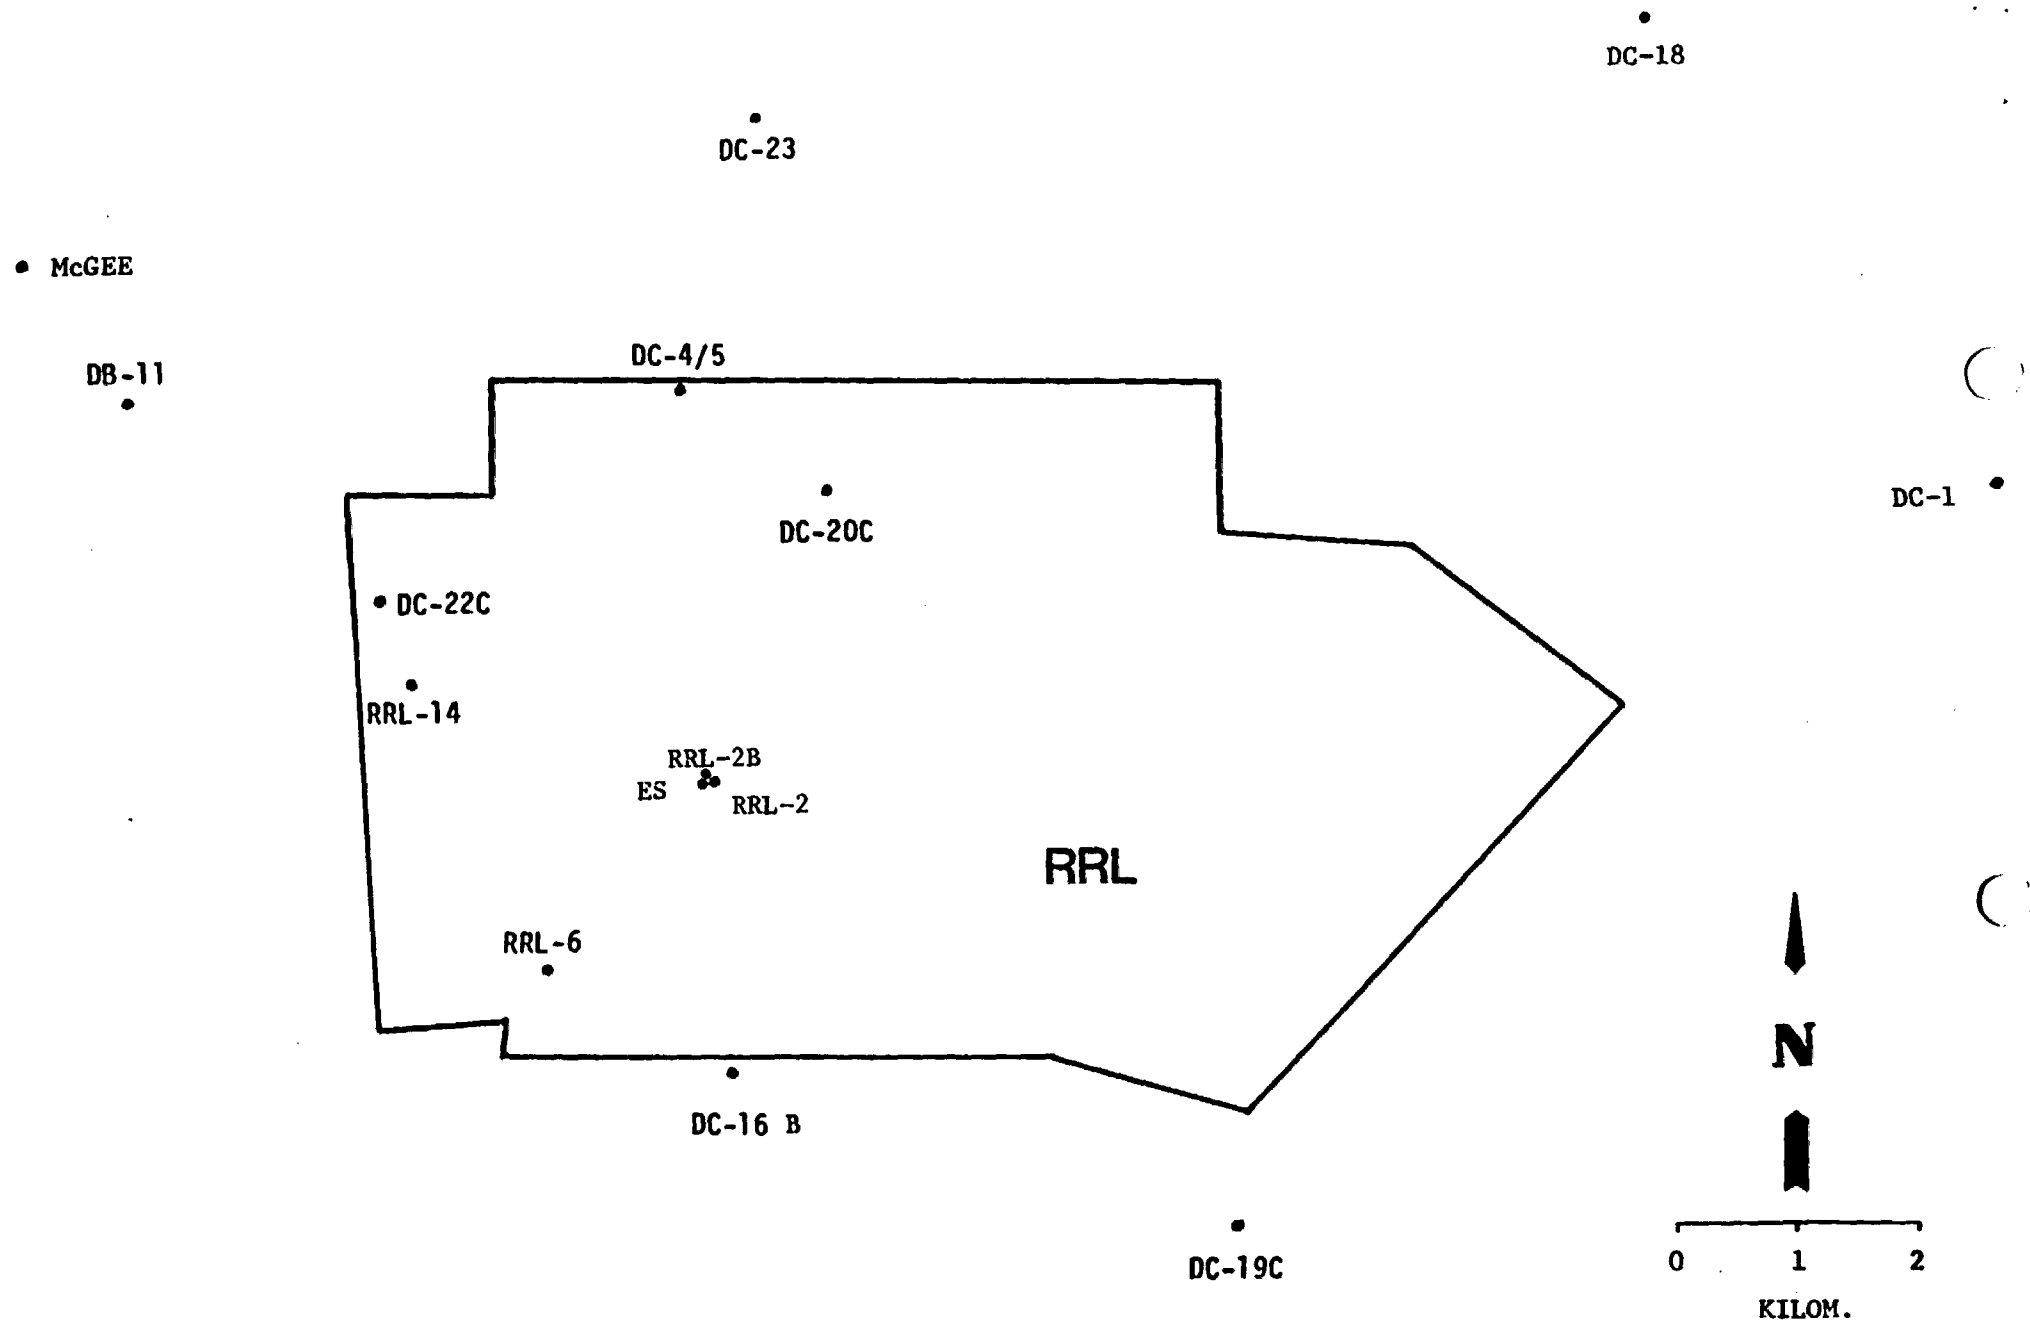 DC-18
DC-23
McGEE
DC-4/5
DB-11
DC-1
DC-20C
DC-22C
RRL-14
RRL-2B
ES
RRL-2
RRL
RRL-6
N
DC-16 B
DC-19C
0 1 2
KILOM.